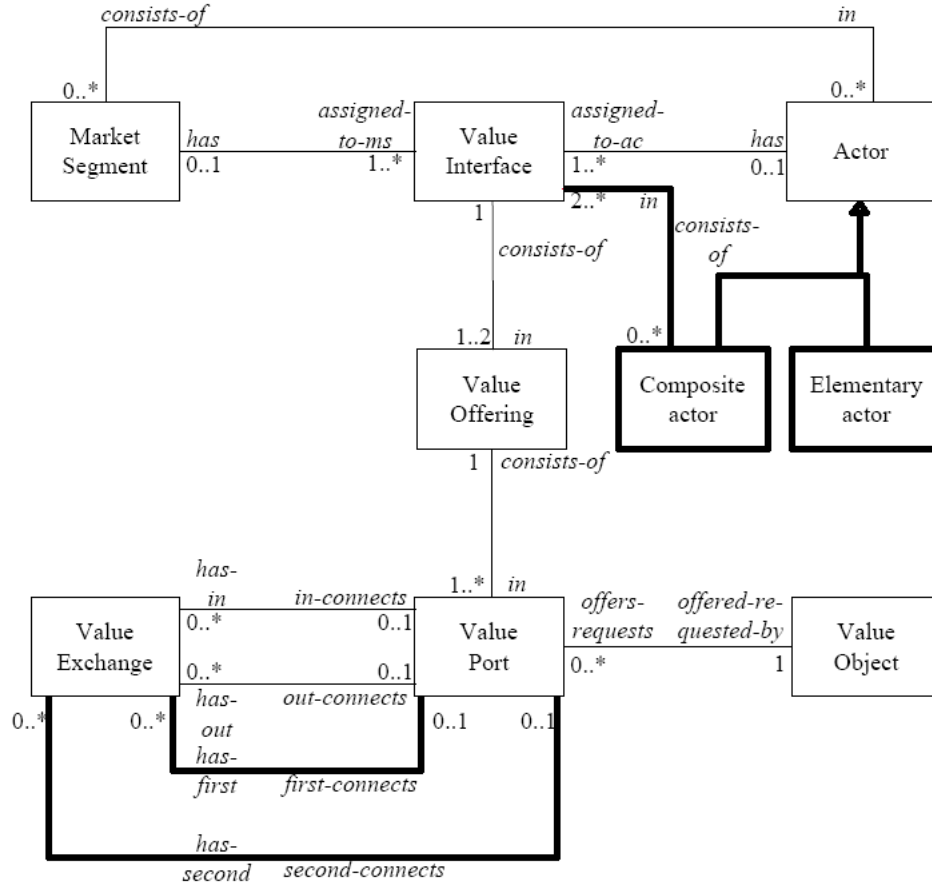 consists-of
in
0..*
0..*
Market
Segment
has
0..1
assigned-
to-ms
1..*
Value
Interface
assigned-
to-ac
1..*
has
0..1
Actor
1
2..*
in
consists-
of
consists-of
1..2
in
0..*
Value
Offering
Composite
actor
Elementary
actor
1
consists-of
has-
in
0..*
in-connects
0..1
1..*
in
offers-
requests
0..*
offered-re-
quested-by
1
Value
Exchange
Value
Port
Value
Object
0..*
0..1
has-
out
out-connects
0..*
0..*
0..1
0..1
has-
first
first-connects
has-
second
second-connects